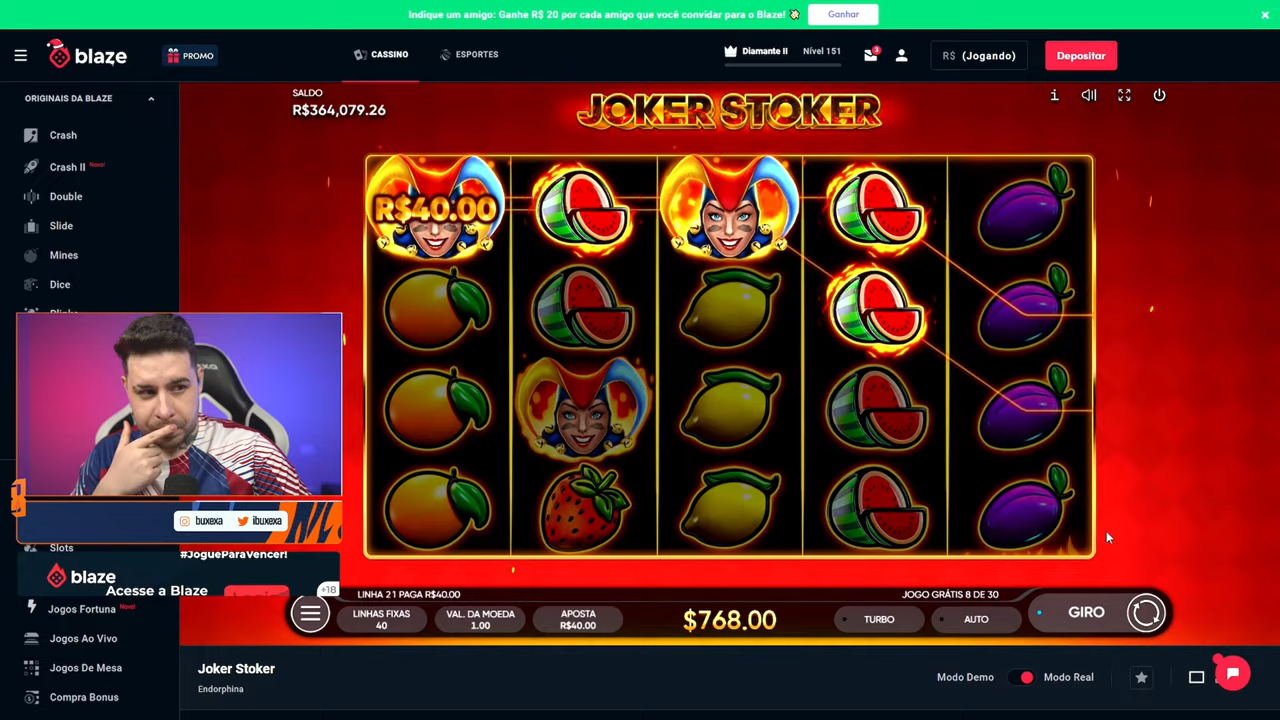 Indique um amigo: Ganhe R$ 20 por cada amigo que você convidar para o Blaze!
Ganhar
blaze
PROMO
CASSINO
ESPORTES
Diamante II
Nível 151
3
R$ (Jogando)
Depositar
ORIGINAIS DA BLAZE
Crash
Crash II Novo!
Double
Slide
Mines
Dice
SALDO
R$364,079.26
JOKER STOKER
R$40.00
buxexa
ibuxexa
Slots
#JogueParaVencer!
blaze
Acesse a Blaze
+18
Jogos Fortuna Novo!
Jogos Ao Vivo
Jogos De Mesa
Compra Bonus
LINHA 21 PAGA R$40.00
JOGO GRÁTIS 8 DE 30
LINHAS FIXAS
40
VAL. DA MOEDA
1.00
APOSTA
R$40.00
$768.00
TURBO
AUTO
GIRO
Joker Stoker
Endorphina
Modo Demo
Modo Real